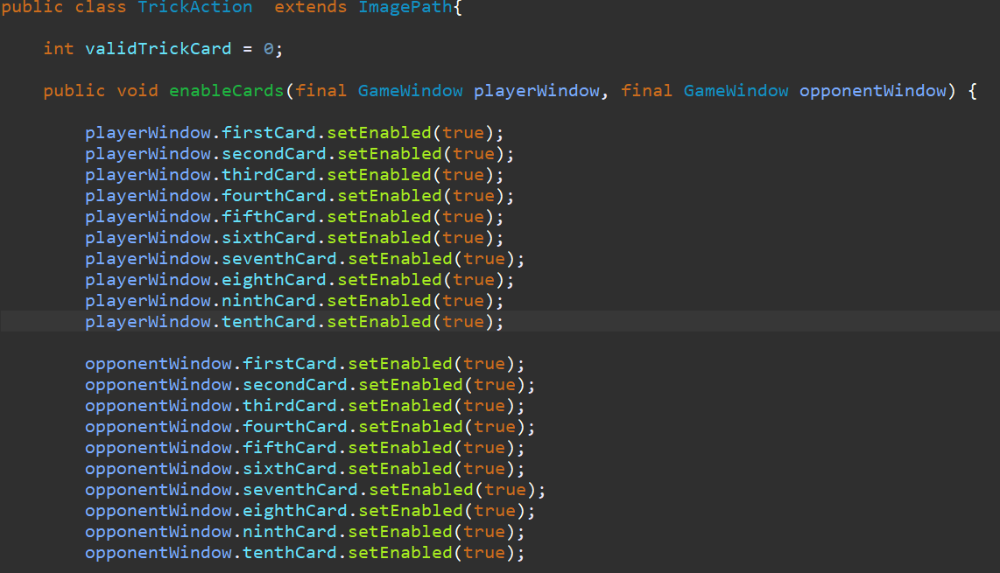 public class TrickAction  extends ImagePath{
int validTrickCard = 0;
public void enableCards(final GameWindow playerWindow, final GameWindow opponentWindow) {
playerWindow.firstCard.setEnabled(true);
playerWindow.secondCard.setEnabled(true);
playerWindow.thirdCard.setEnabled(true);
playerWindow.fourthCard.setEnabled(true);
playerWindow.fifthCard.setEnabled(true);
playerWindow.sixthCard.setEnabled(true);
playerWindow.seventhCard.setEnabled(true);
playerWindow.eighthCard.setEnabled(true);
playerWindow.ninthCard.setEnabled(true);
playerWindow.tenthCard.setEnabled(true);
opponentWindow.firstCard.setEnabled(true);
opponentWindow.secondCard.setEnabled(true);
opponentWindow.thirdCard.setEnabled(true);
opponentWindow.fourthCard.setEnabled(true);
opponentWindow.fifthCard.setEnabled(true);
opponentWindow.sixthCard.setEnabled(true);
opponentWindow.seventhCard.setEnabled(true);
opponentWindow.eighthCard.setEnabled(true);
opponentWindow.ninthCard.setEnabled(true);
opponentWindow.tenthCard.setEnabled(true);